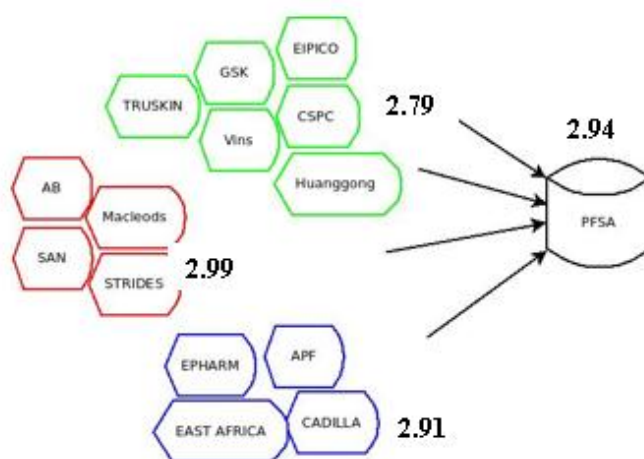 EIPICO
GSK
TRUSKIN
CSPC
2.79
Vins
2.94
Huanggong
AB
Macleods
PFSA
SAN
2.99
STRIDES
EPHARM
APF
EAST AFRICA
CADILLA
2.91